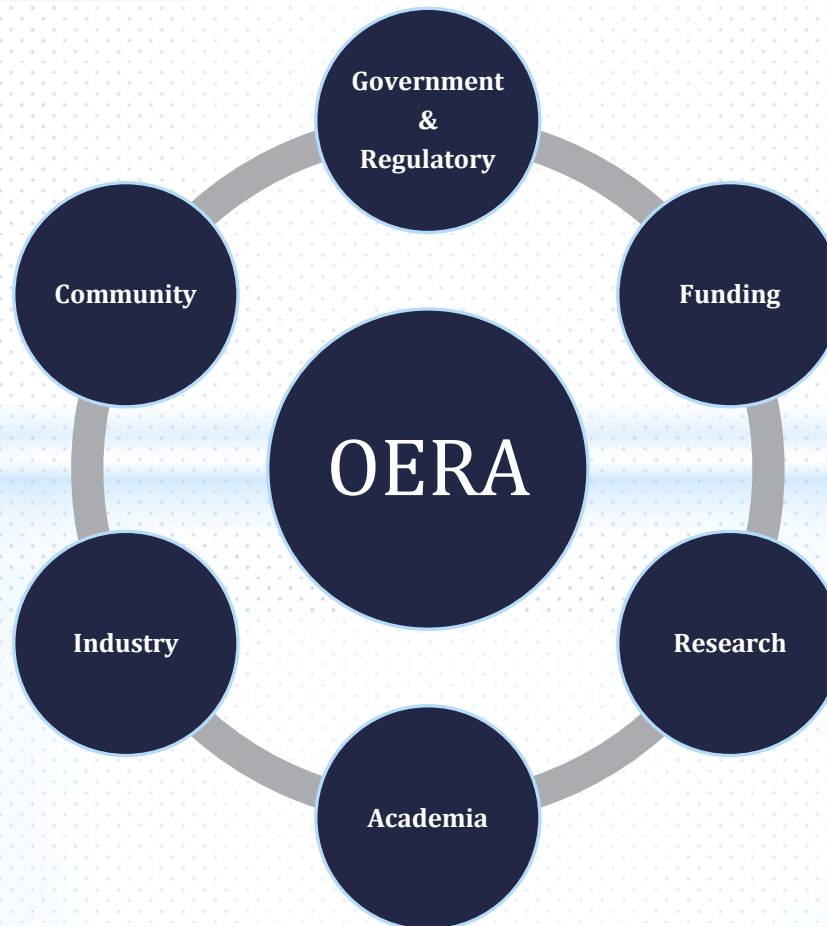 Government
&
Regulatory
Community
Funding
OERA
Industry
Research
Academia